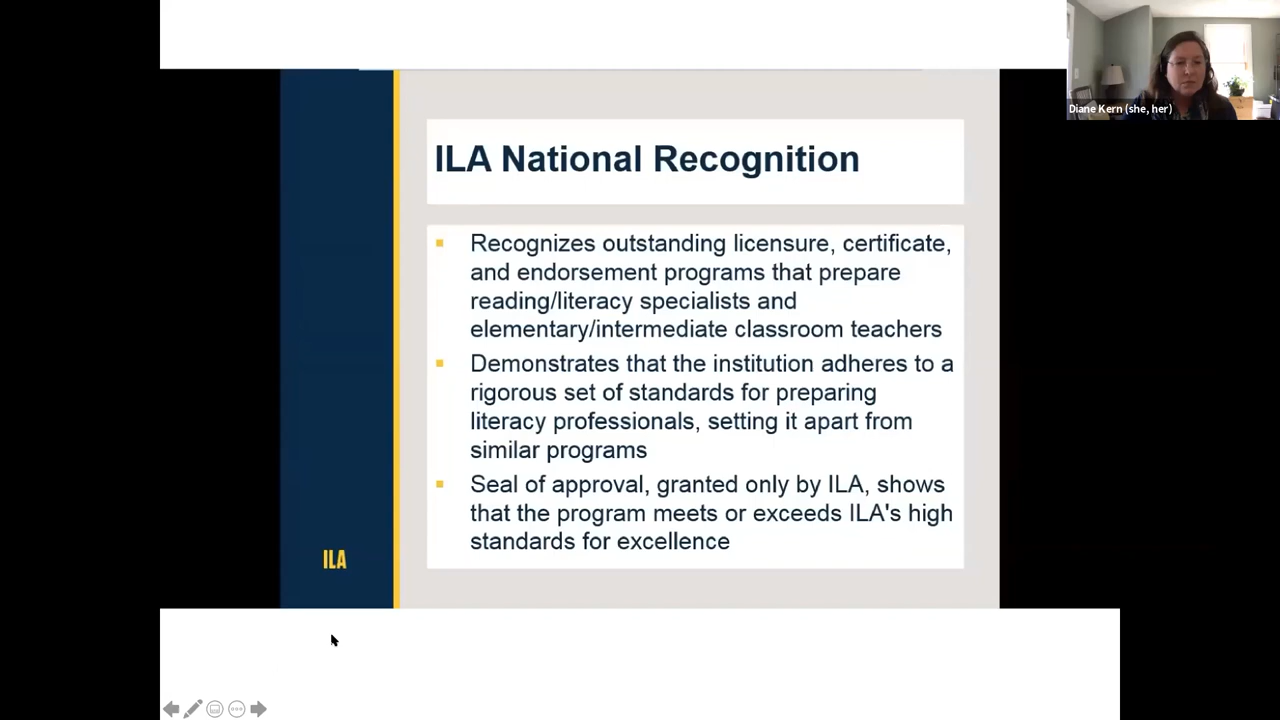 Diane Kern (she, her)
ILA National Recognition
Recognizes outstanding licensure, certificate,
and endorsement programs that prepare
reading/literacy specialists and
elementary/intermediate classroom teachers
Demonstrates that the institution adheres to a
rigorous set of standards for preparing
literacy professionals, setting it apart from
similar programs
Seal of approval, granted only by ILA, shows
that the program meets or exceeds ILA's high
standards for excellence
ILA